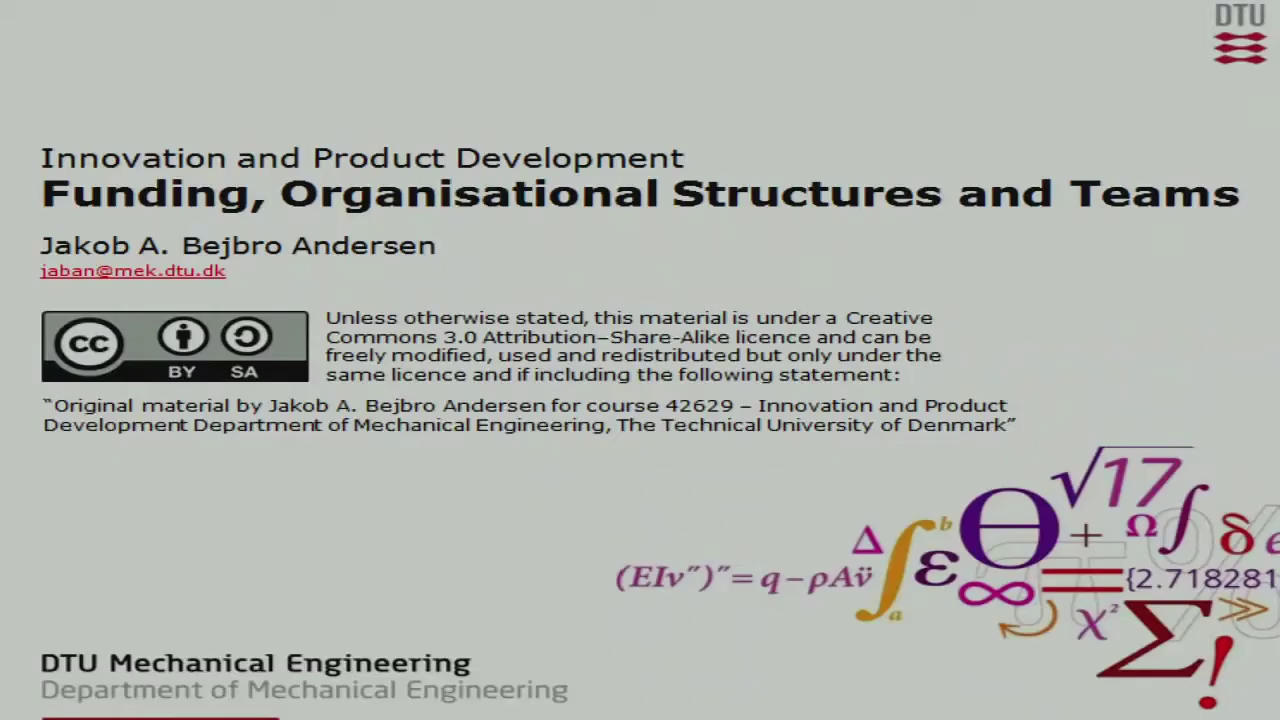 DTU
Innovation and Product Development
Funding, Organisational Structures and Teams
Jakob A. Bejbro Andersen
jaban@mek.dtu.dk
cc
BY SA
Unless otherwise stated, this material is under a Creative
Commons 3.0 Attribution–Share-Alike licence and can be
freely modified, used and redistributed but only under the
same licence and if including the following statement:
“Original material by Jakob A. Bejbro Andersen for course 42629 – Innovation and Product
Development Department of Mechanical Engineering, The Technical University of Denmark”
√17
Δ ∫ b a ε Θ + Ω ∫ δ e
(EIv″)″= q−ρAv̈
∞ = {2.718281
χ² Σ ≫ !
DTU Mechanical Engineering
Department of Mechanical Engineering